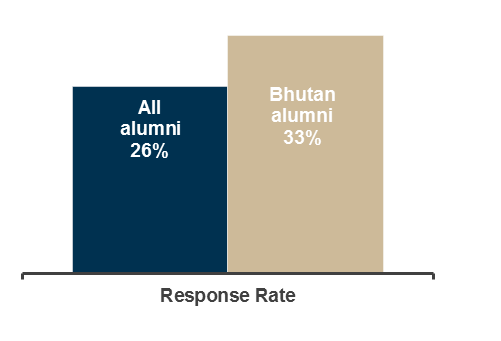 All
alumni
26%
Bhutan
alumni
33%
Response Rate